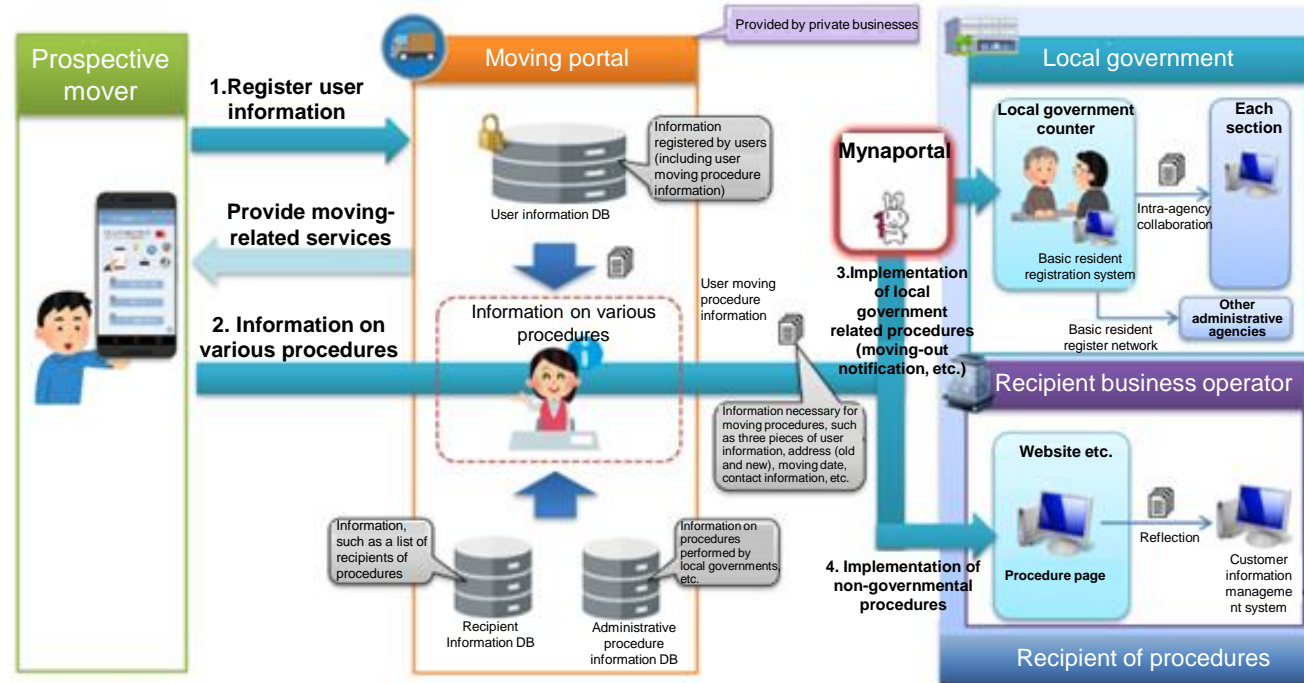 Provided by private businesses
Prospective
mover
Moving portal
Local government
1.Register user
information
Information
registered by users
(including user
moving procedure
information)
User information DB
Provide moving-
related services
Mynaportal
Local government
counter
Each
section
Intra-agency
collaboration
Basic resident
registration system
Other
administrative
agencies
Basic resident
register network
Information on various
procedures
User moving
procedure
information
3.Implementation
of local
government
related procedures
(moving-out
notification, etc.)
2. Information on
various procedures
Information necessary for
moving procedures, such
as three pieces of user
information, address (old
and new), moving date,
contact information, etc.
Recipient business operator
Website etc.
Procedure page
Reflection
Customer
information
manageme
nt system
Information,
such as a list of
recipients of
procedures
Information on
procedures
performed by
local governments,
etc.
Recipient
Information DB
Administrative
procedure
information DB
4. Implementation of
non-governmental
procedures
Recipient of procedures